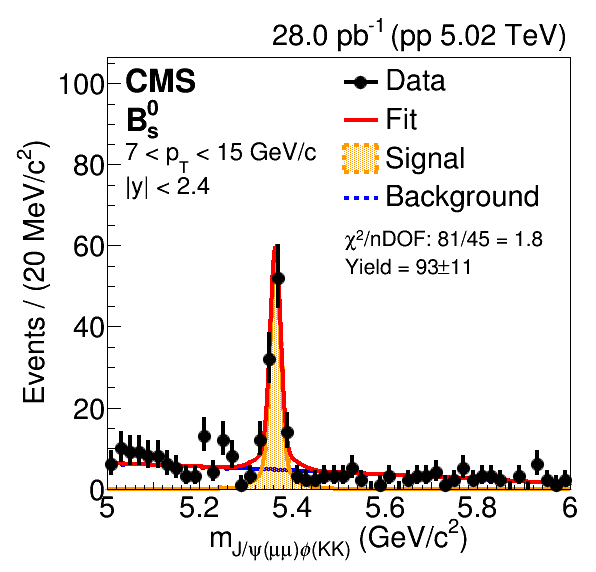 28.0 pb⁻¹ (pp 5.02 TeV)
CMS
B⁰ₛ
7 < p_T < 15 GeV/c
|y| < 2.4
Data
Fit
Signal
Background
χ²/nDOF: 81/45 = 1.8
Yield = 93±11
Events / (20 MeV/c²)
100
80
60
40
20
0
5 5.2 5.4 5.6 5.8 6
m_J/ψ(μμ)ϕ(KK) (GeV/c²)